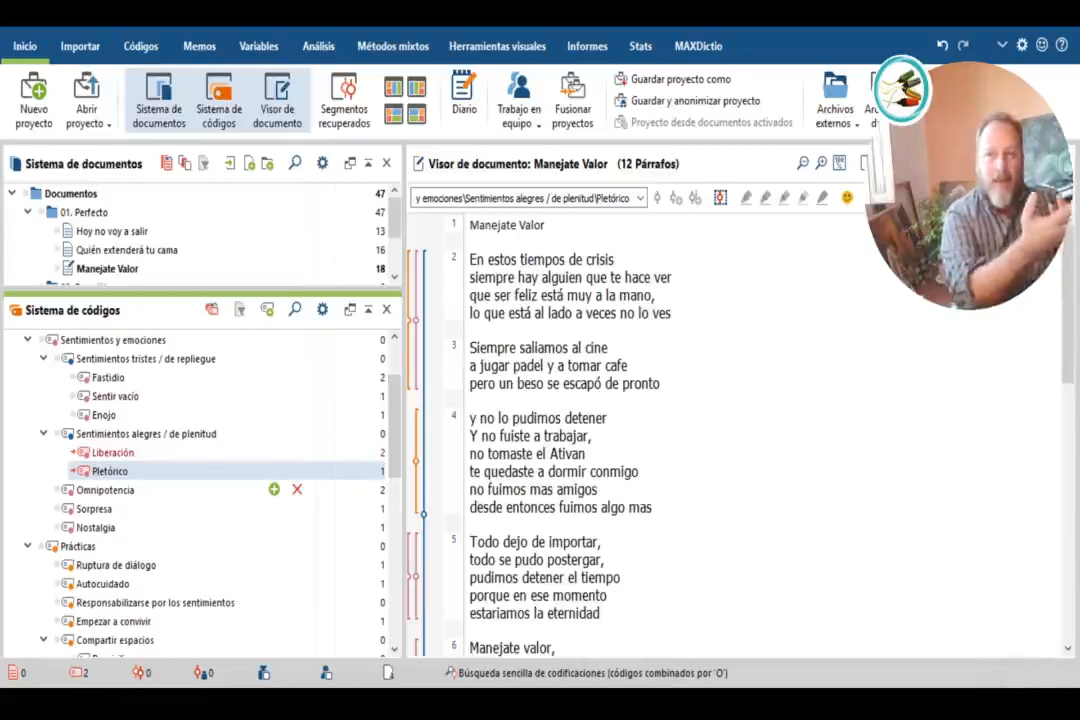 Inicio Importar Códigos Memos Variables Análisis Métodos mixtos Herramientas visuales Informes Stats MAXDictio
Nuevo proyecto
Abrir proyecto
Sistema de documentos
Sistema de códigos
Visor de documento
Segmentos recuperados
Diario
Trabajo en equipo
Fusionar proyectos
Guardar proyecto como
Guardar y anonimizar proyecto
Proyecto desde documentos activados
Archivos externos
Sistema de documentos
Documentos 47
01. Perfecto 47
Hoy no voy a salir 13
Quién extenderá tu cama 16
Manejate Valor 18
Sistema de códigos
Sentimientos y emociones 0
Sentimientos tristes / de repliegue 0
Fastidio 2
Sentir vacío 1
Enojo 1
Sentimientos alegres / de plenitud 0
Liberación 2
Pletórico 1
Omnipotencia 2
Sorpresa 1
Nostalgia 1
Prácticas 0
Ruptura de diálogo 1
Autocuidado 1
Responsabilizarse por los sentimientos 0
Empezar a convivir 1
Compartir espacios 0
Visor de documento: Manejate Valor (12 Párrafos)
y emociones\Sentimientos alegres / de plenitud\Pletórico
1 Manejate Valor
2 En estos tiempos de crisis
siempre hay alguien que te hace ver
que ser feliz está muy a la mano,
lo que está al lado a veces no lo ves
3 Siempre saliamos al cine
a jugar padel y a tomar cafe
pero un beso se escapó de pronto
4 y no lo pudimos detener
Y no fuiste a trabajar,
no tomaste el Ativan
te quedaste a dormir conmigo
no fuimos mas amigos
desde entonces fuimos algo mas
5 Todo dejo de importar,
todo se pudo postergar,
pudimos detener el tiempo
porque en ese momento
estariamos la eternidad
6 Manejate valor,
0 2 0 0 Búsqueda sencilla de codificaciones (códigos combinados por 'O')